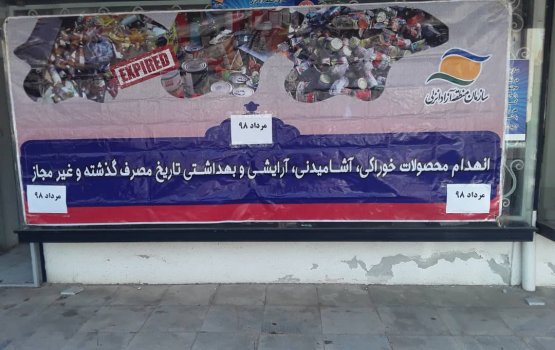 EXPIRED
سازمان منطقه آزاد انزلی
مرداد ۹۸
انهدام محصولات خوراکی، آشامیدنی، آرایشی و بهداشتی تاریخ مصرف گذشته و غیر مجاز
مرداد ۹۸
مرداد ۹۸